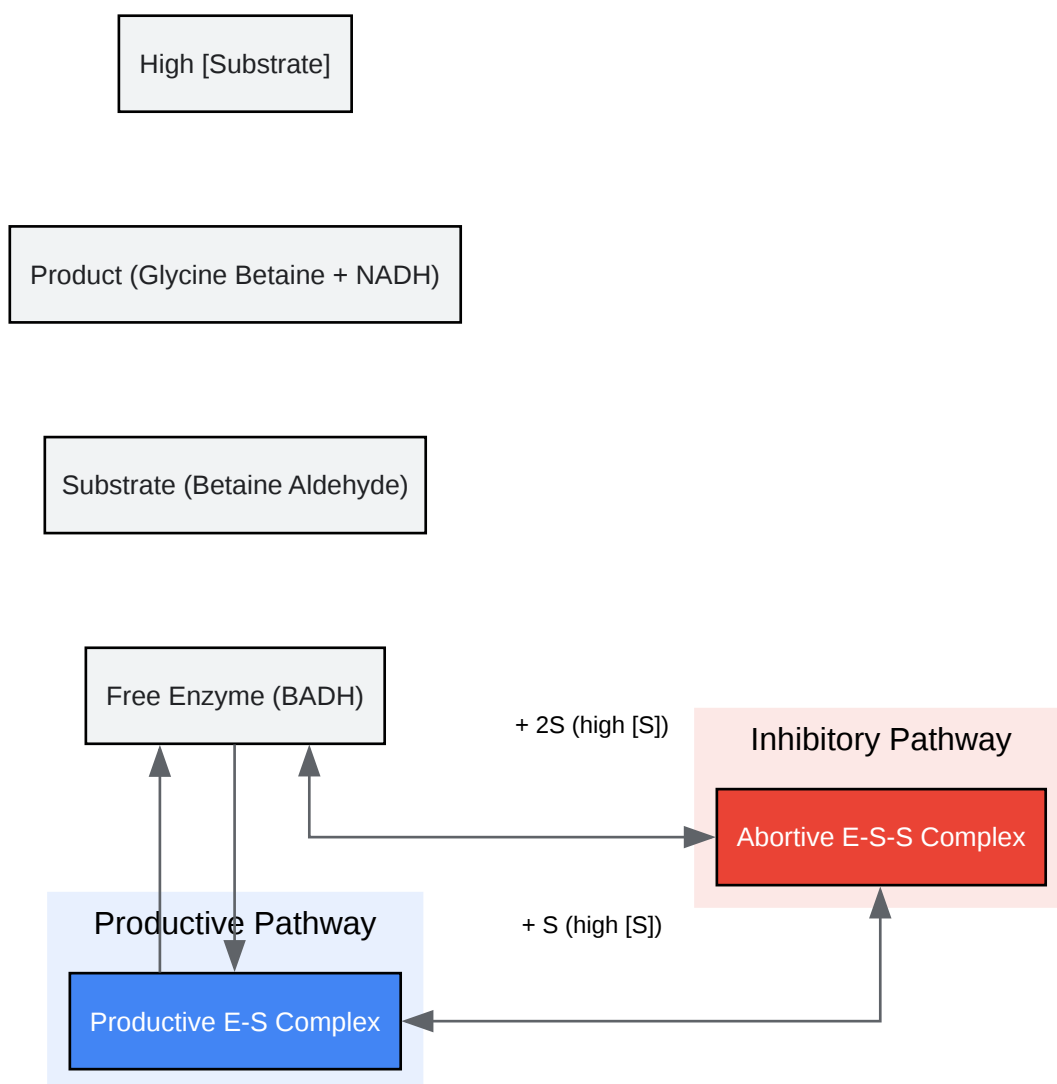 High [Substrate]
Product (Glycine Betaine + NADH)
Substrate (Betaine Aldehyde)
Free Enzyme (BADH)
+ 2S (high [S])
Inhibitory Pathway
Abortive E-S-S Complex
Productive Pathway
+ S (high [S])
Productive E-S Complex